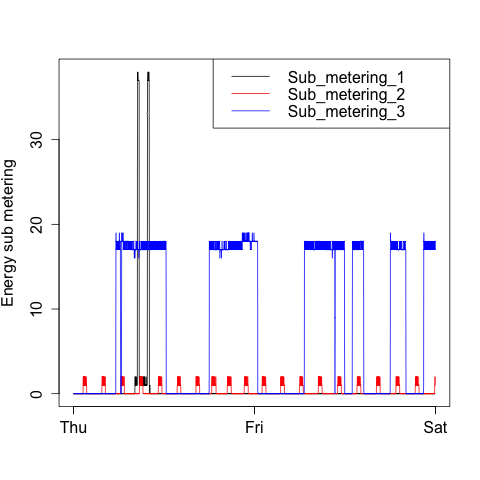 Sub_metering_1
Sub_metering_2
Sub_metering_3
Energy sub metering
30
20
10
0
Thu Fri Sat